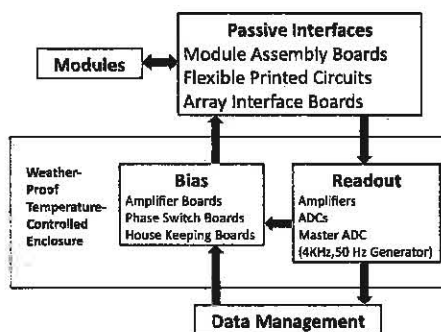 Passive Interfaces
Module Assembly Boards
Flexible Printed Circuits
Array Interface Boards
Modules
Weather-
Proof
Temperature-
Controlled
Enclosure
Bias
Amplifier Boards
Phase Switch Boards
House Keeping Boards
Readout
Amplifiers
ADCs
Master ADC
(4KHz,50 Hz Generator)
Data Management